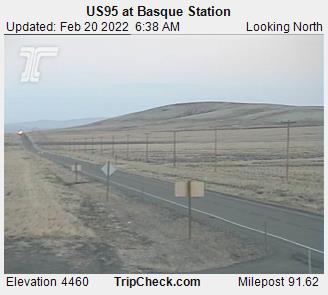 US95 at Basque Station
Updated: Feb 20 2022 6:38 AM Looking North
Elevation 4460 TripCheck.com Milepost 91.62